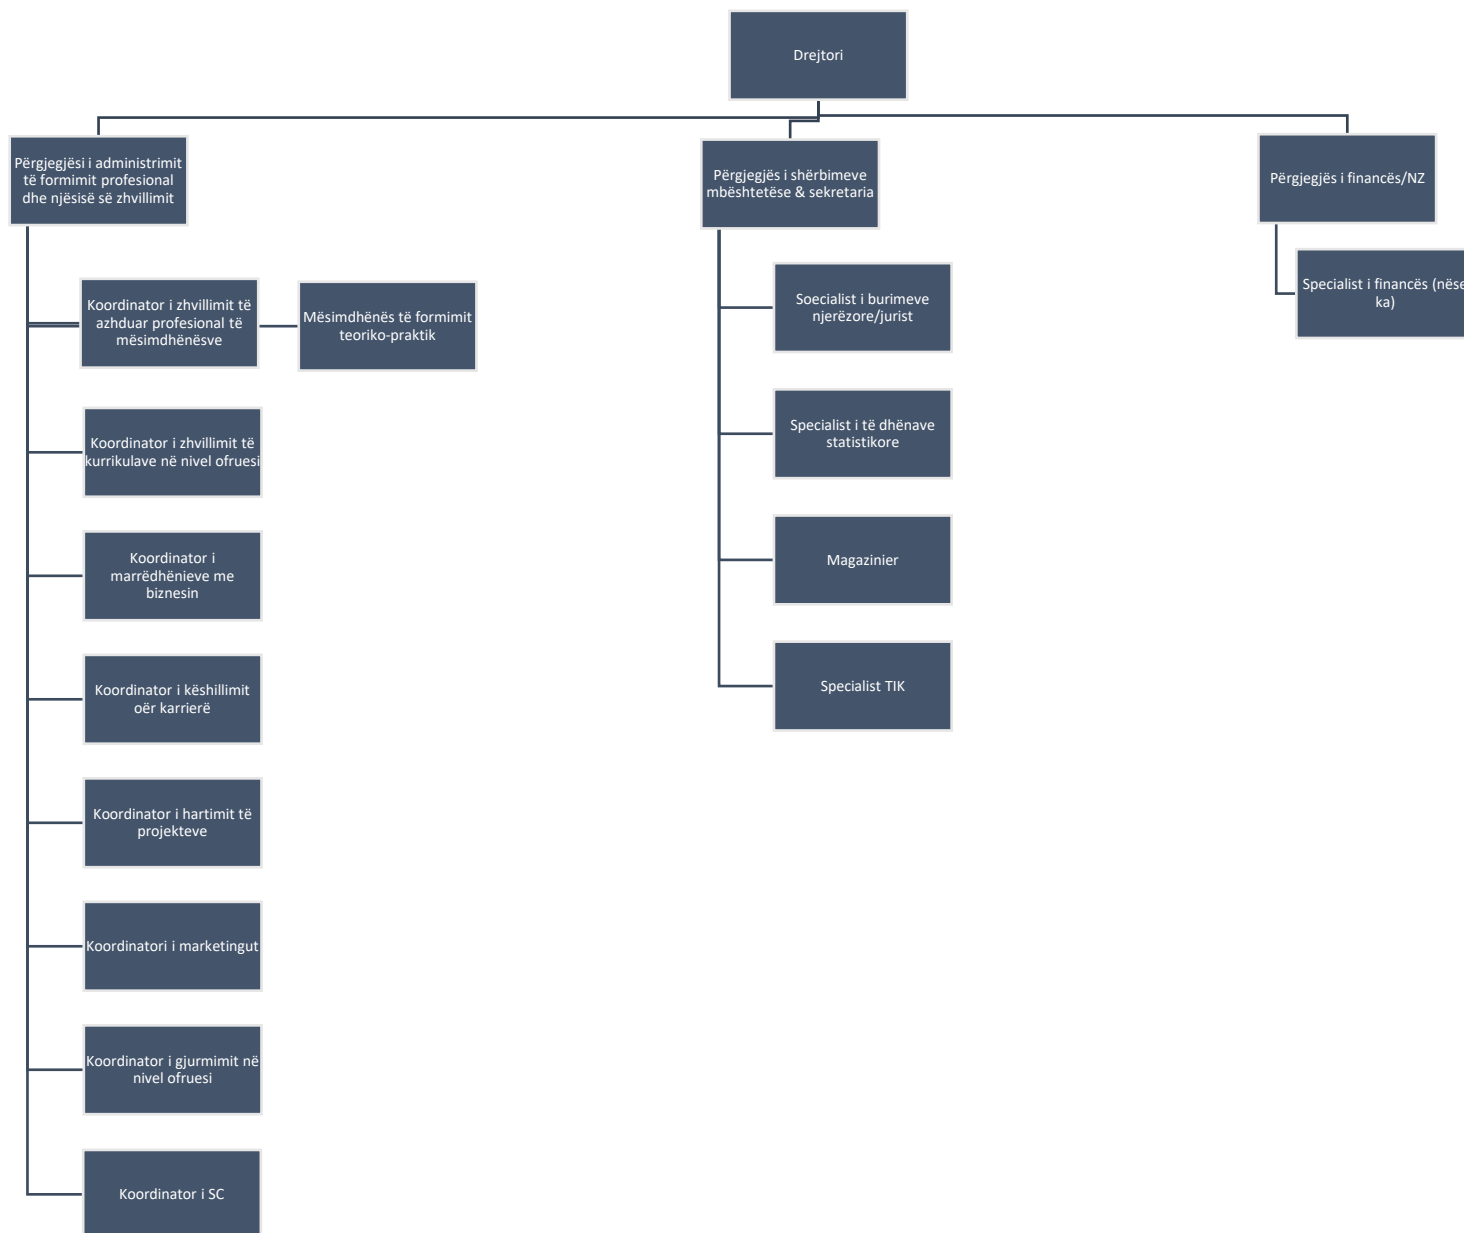 Drejtori
Përgjegjësi i administrimit
të formimit profesional
dhe njësisë së zhvillimit
Përgjegjës i shërbimeve
mbështetëse & sekretaria
Përgjegjës i financës/NZ
Koordinator i zhvillimit të
azhduar profesional të
mësimdhënësve
Mësimdhënës të formimit
teoriko-praktik
Koordinator i zhvillimit të
kurrikulave në nivel ofruesi
Koordinator i
marrëdhënieve me
biznesin
Koordinator i këshillimit
oër karrierë
Koordinator i hartimit të
projekteve
Koordinatori i marketingut
Koordinator i gjurmimit në
nivel ofruesi
Koordinator i SC
Soecialist i burimeve
njerëzore/jurist
Specialist i të dhënave
statistikore
Magazinier
Specialist TIK
Specialist i financës (nëse
ka)